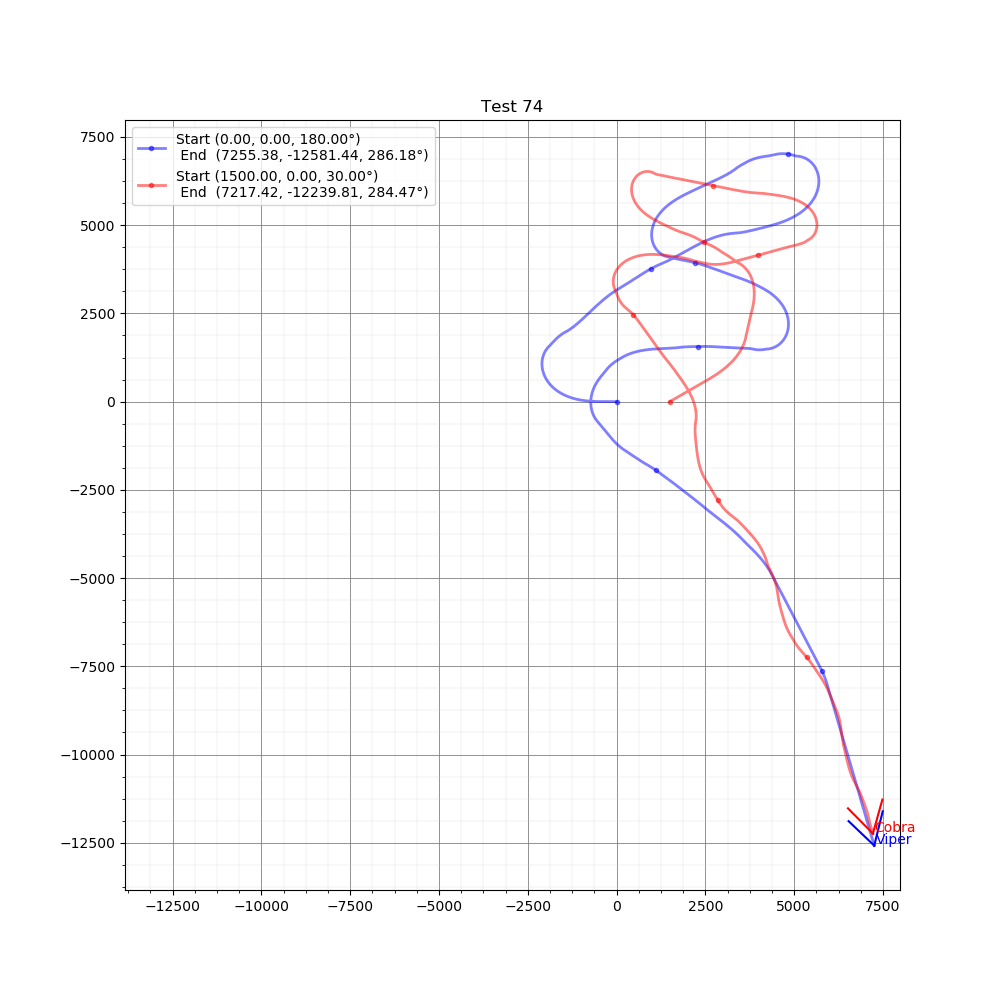 Test 74
Start (0.00, 0.00, 180.00°)
End  (7255.38, -12581.44, 286.18°)
Start (1500.00, 0.00, 30.00°)
End  (7217.42, -12239.81, 284.47°)
7500
5000
2500
0
−2500
−5000
−7500
−10000
−12500
Cobra
Viper
−12500 −10000 −7500 −5000 −2500 0 2500 5000 7500